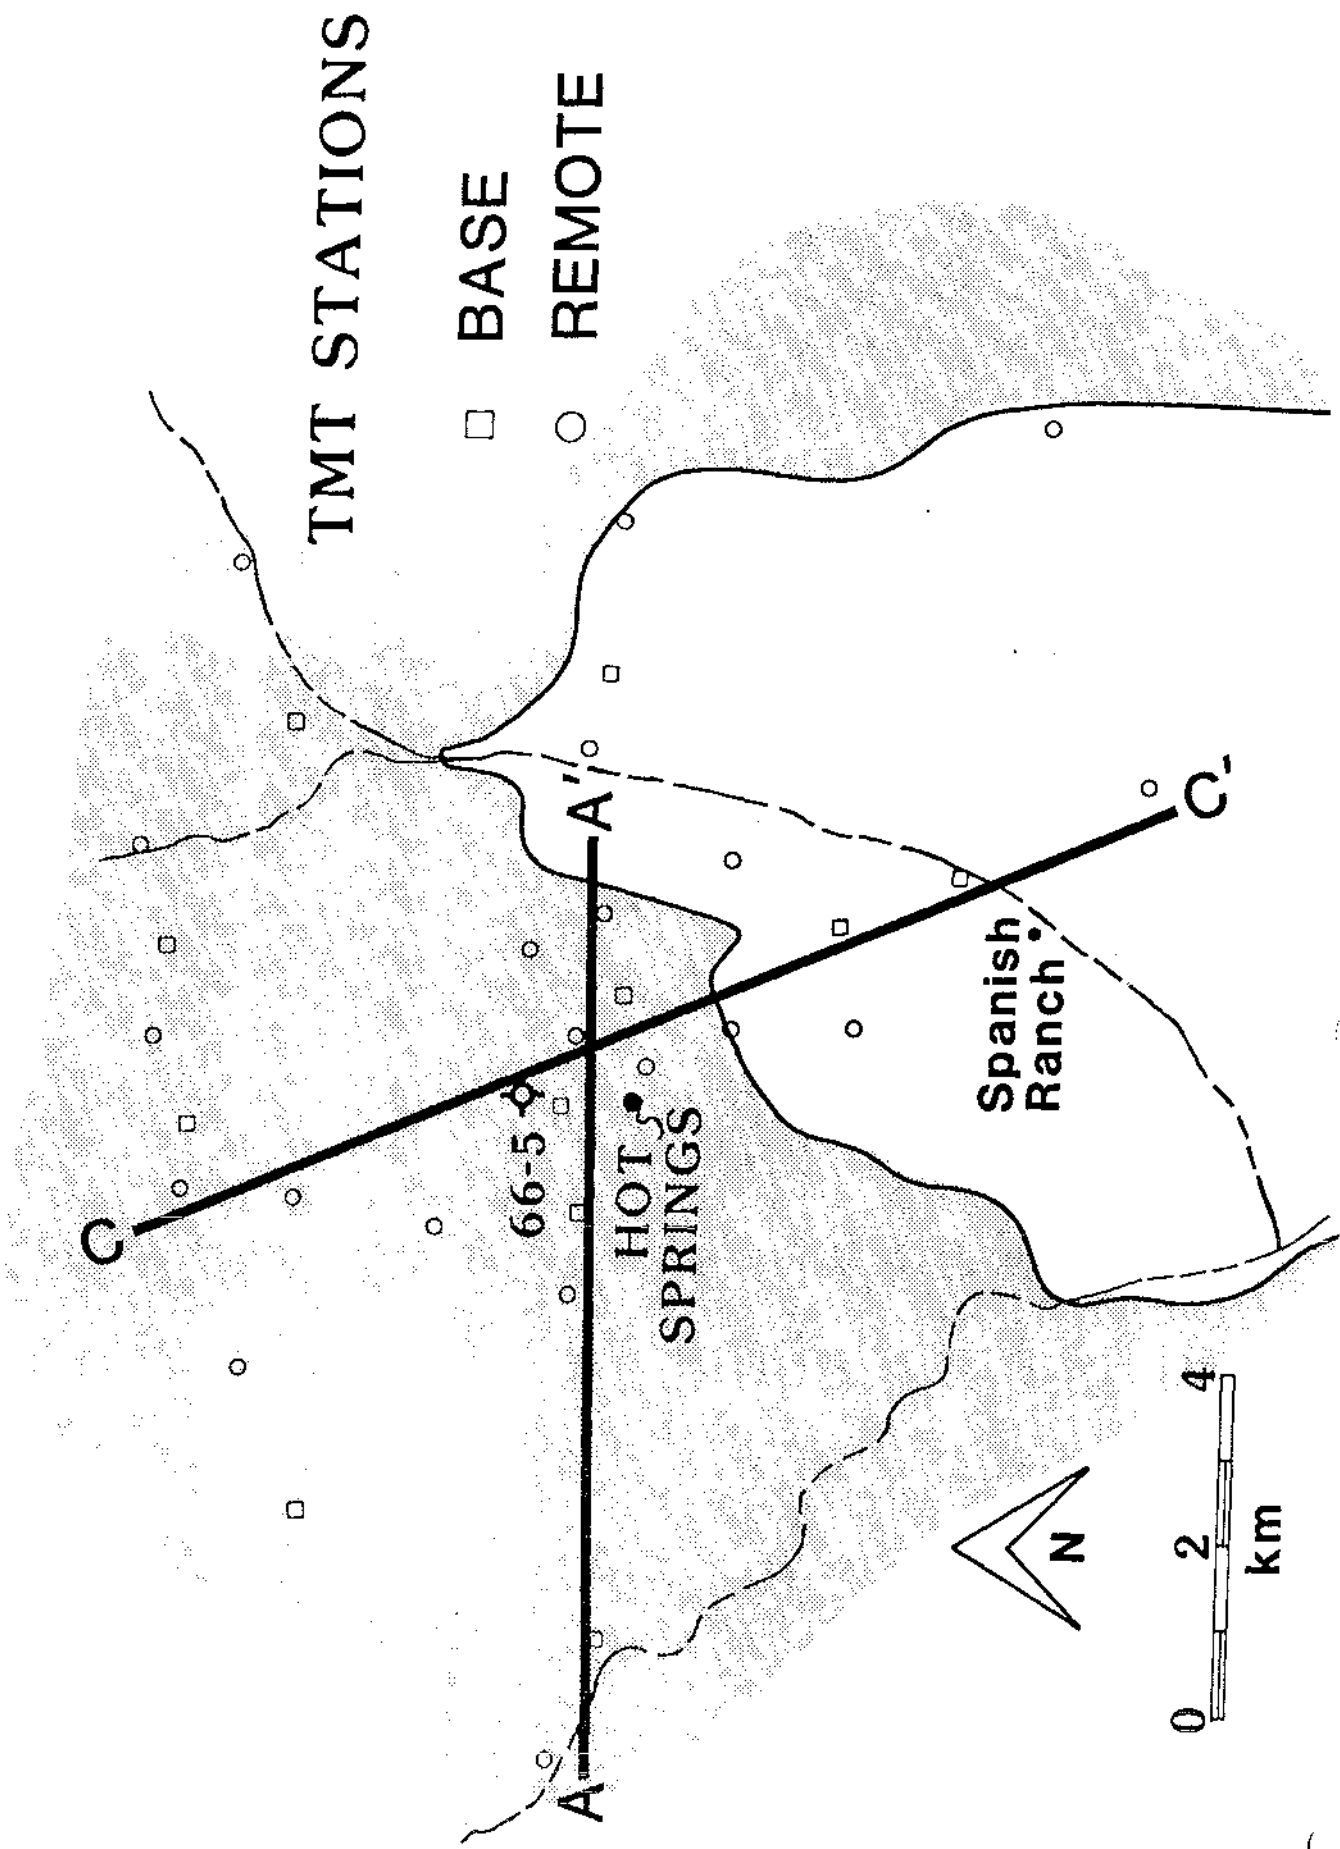 TMT STATIONS
BASE
REMOTE
C
66-5
A
A'
HOT
SPRINGS
Spanish
Ranch
C'
N
0 2 4
km